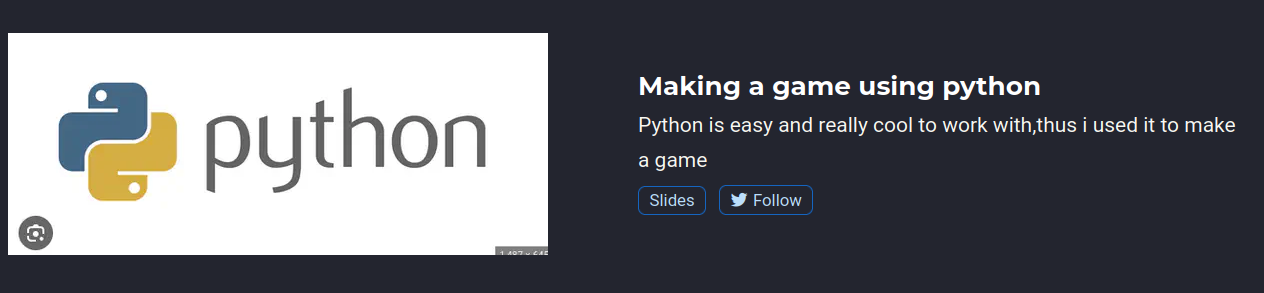 python
Making a game using python
Python is easy and really cool to work with,thus i used it to make
a game
Slides
Follow